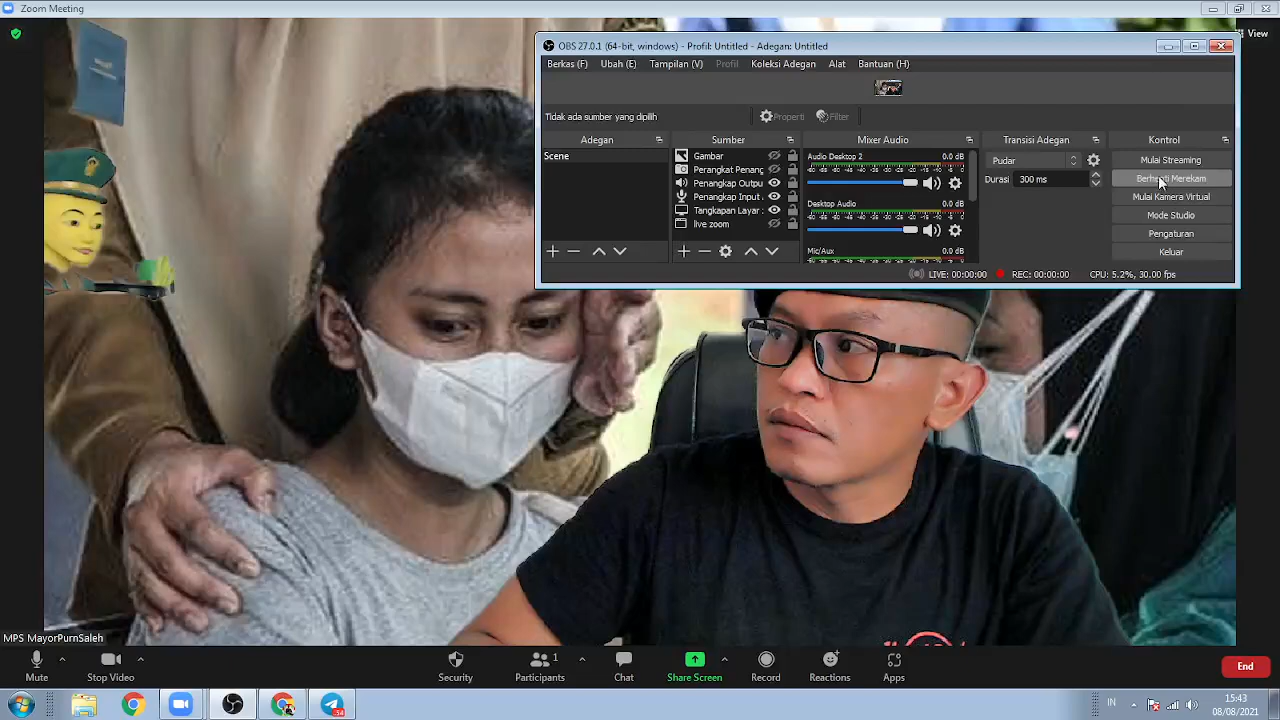 Zoom Meeting
View
OBS 27.0.1 (64-bit, windows) - Profil: Untitled - Adegan: Untitled
Berkas (F) Ubah (E) Tampilan (V) Profil Koleksi Adegan Alat Bantuan (H)
Tidak ada sumber yang dipilih Properti Filter
Adegan Sumber Mixer Audio Transisi Adegan Kontrol
Scene
Gambar
Perangkat Penang
Penangkap Outpu
Penangkap Input
Tangkapan Layar
live zoom
Audio Desktop 2 0.0 dB
Desktop Audio 0.0 dB
Mic/Aux 0.0 dB
Pudar
Durasi 300 ms
Mulai Streaming
Berhenti Merekam
Mulai Kamera Virtual
Mode Studio
Pengaturan
Keluar
LIVE: 00:00:00 REC: 00:00:00 CPU: 5.2%, 30.00 fps
MPS MayorPurnSaleh
Mute Stop Video Security Participants 1 Chat Share Screen Record Reactions Apps End
34
IN 15:43
08/08/2021